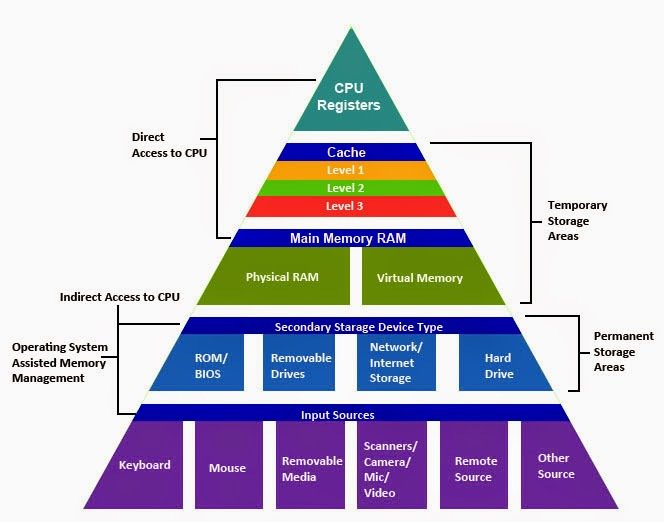 CPU
Registers
Direct
Access to CPU
Cache
Level 1
Level 2
Level 3
Temporary
Storage
Areas
Main Memory RAM
Physical RAM
Virtual Memory
Indirect Access to CPU
Operating System
Assisted Memory
Management
Secondary Starage Device Type
ROM/
BIOS
Removable
Drives
Network/
Internet
Storage
Hard
Drive
Permanent
Storage
Areas
Input Sources
Keyboard
Mouse
Removable
Media
Scanners/
Camera/
Mic/
Video
Remote
Source
Other
Source